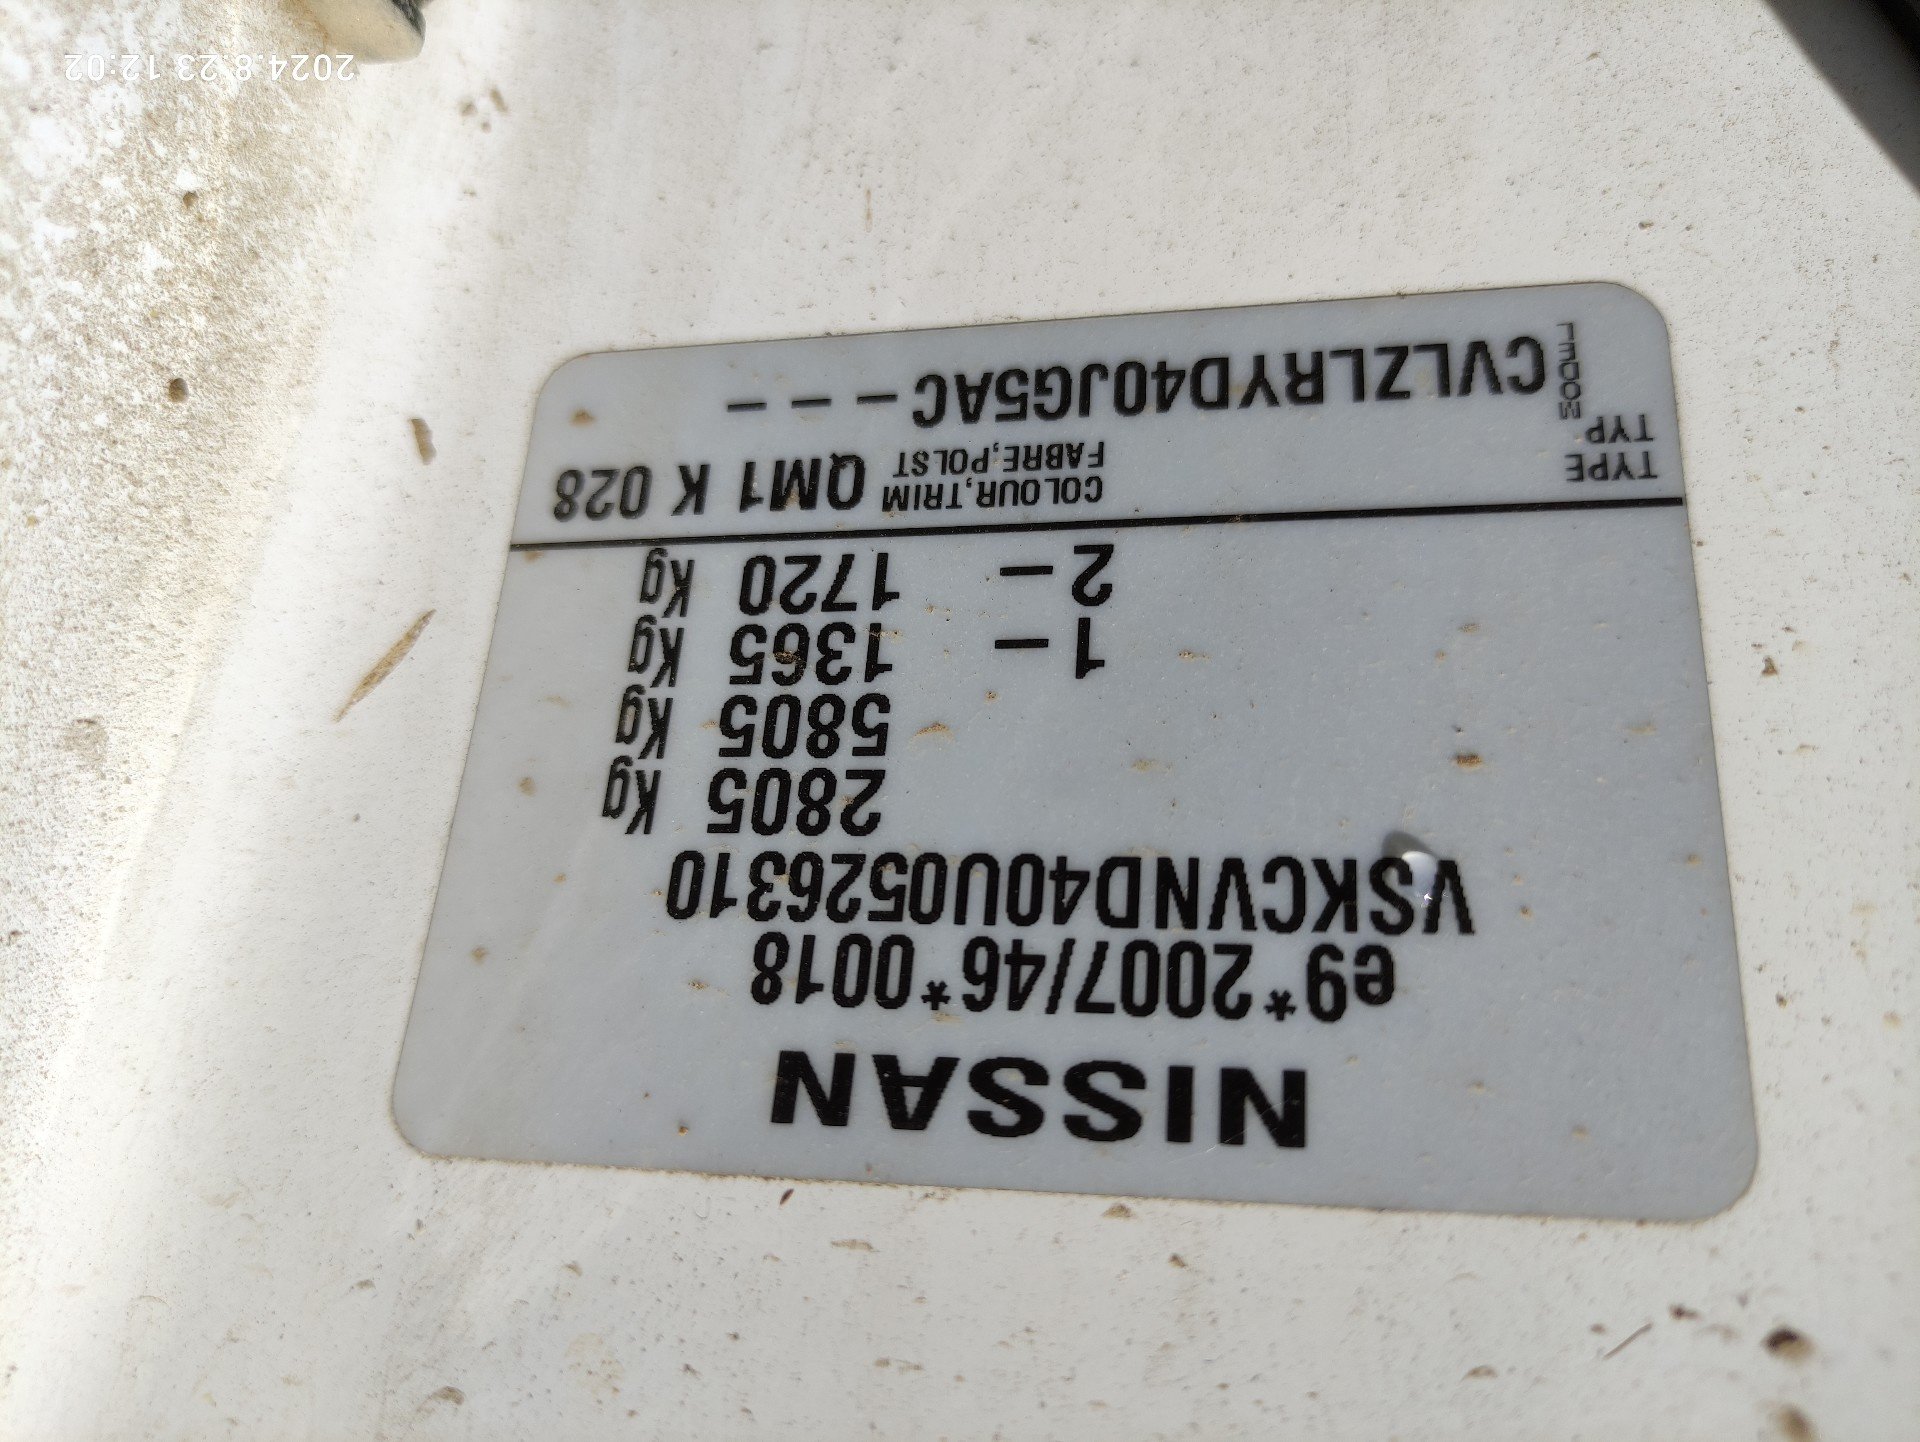 NISSAN
e9*2007/46*0018
VSKCVND40U0526310
2805 Kg
5805 Kg
1- 1365 Kg
2- 1720 Kg
TYPE
TYP
MODEL
CVLZLRYD40JG5AC - - -
COLOUR,TRIM
FABRE,POLST
QM1 K 028
2024.8.23 12:02